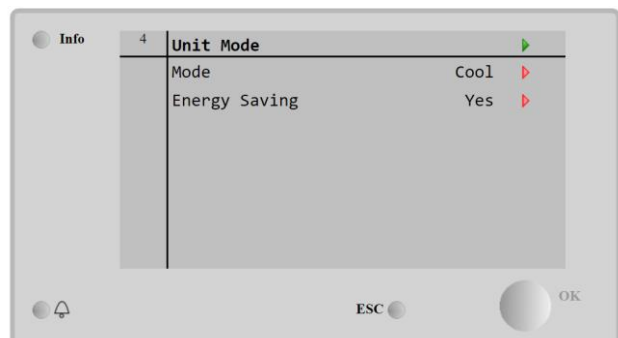 Info
4 Unit Mode
Mode Cool
Energy Saving Yes
ESC
OK